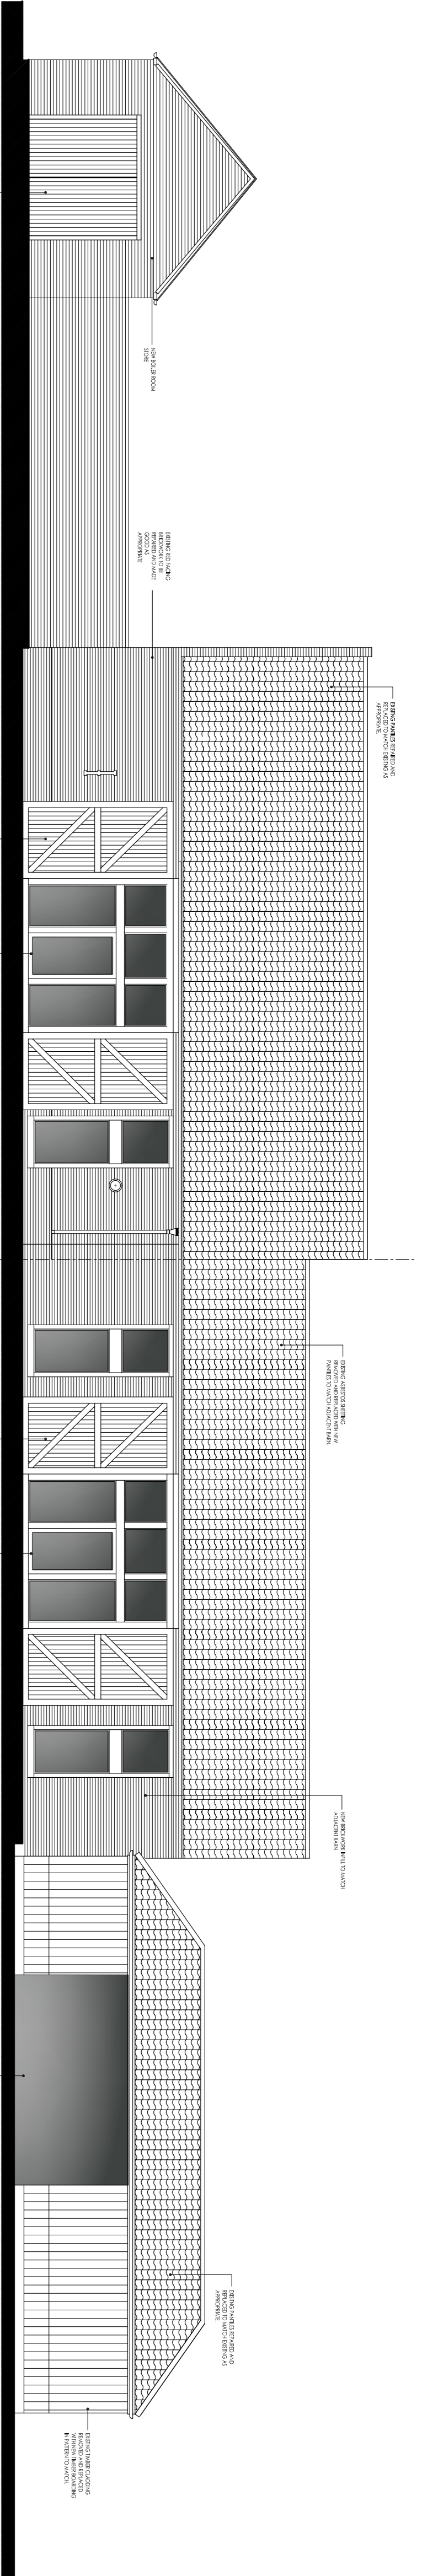 NEW BOILER ROOM
STORE
EXISTING RED FACING
BRICKWORK TO BE
REPAIRED AND MADE
GOOD AS
APPROPRIATE
EXISTING PANTILES REPAIRED AND
REPLACED TO MATCH EXISTING AS
APPROPRIATE.
EXISTING ASBESTOS SHEETING
REMOVED AND REPLACED WITH NEW
PANTILES TO MATCH ADJACENT BARN.
NEW BRICKWORK INFILL TO MATCH
ADJACENT BARN
EXISTING PANTILES REPAIRED AND
REPLACED TO MATCH EXISTING AS
APPROPRIATE.
EXISTING TIMBER CLADDING
REMOVED AND REPLACED
WITH NEW TIMBER BOARDING
IN PATTERN TO MATCH.